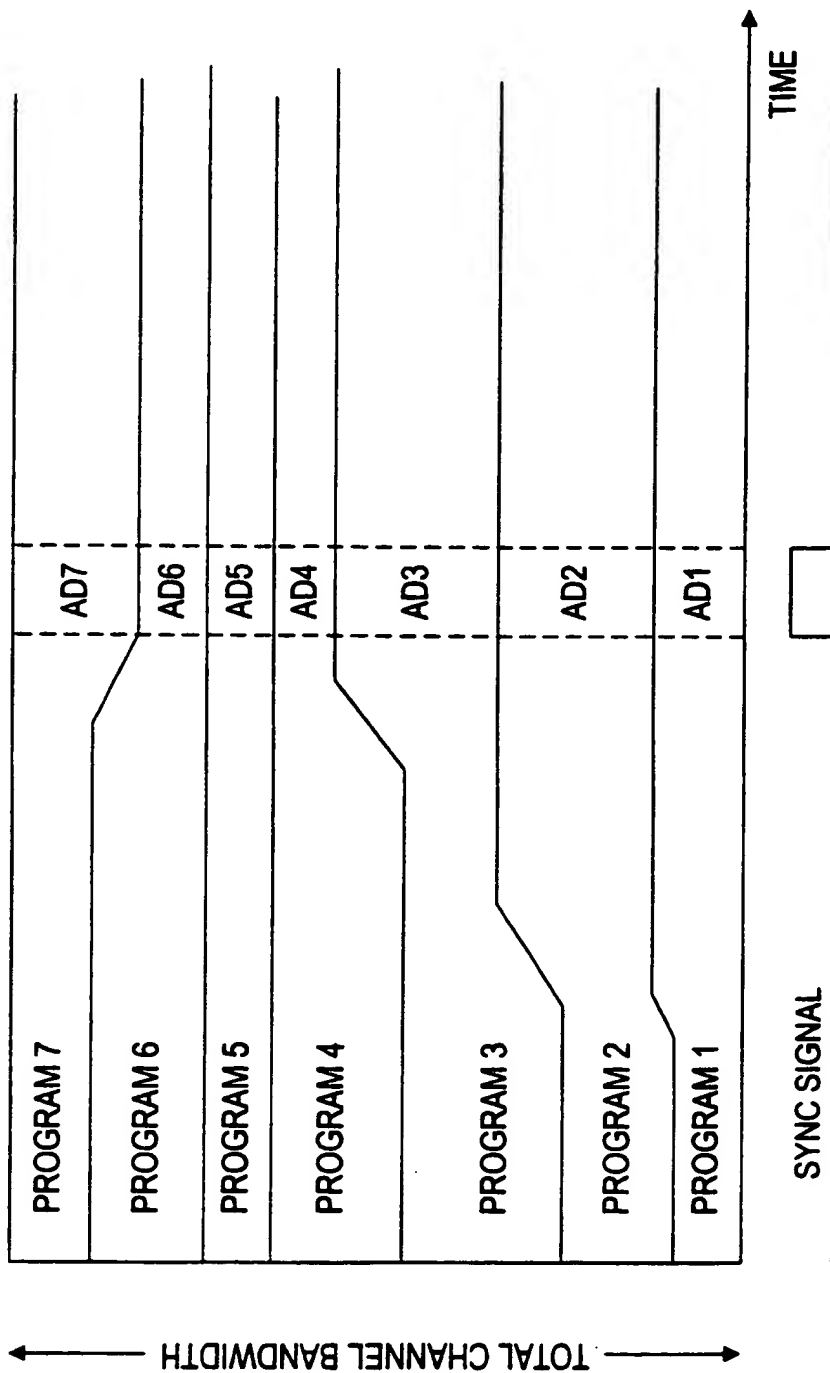 TOTAL CHANNEL BANDWIDTH
PROGRAM 7
AD7
PROGRAM 6
AD6
PROGRAM 5
AD5
PROGRAM 4
AD4
PROGRAM 3
AD3
PROGRAM 2
AD2
PROGRAM 1
AD1
TIME
SYNC SIGNAL